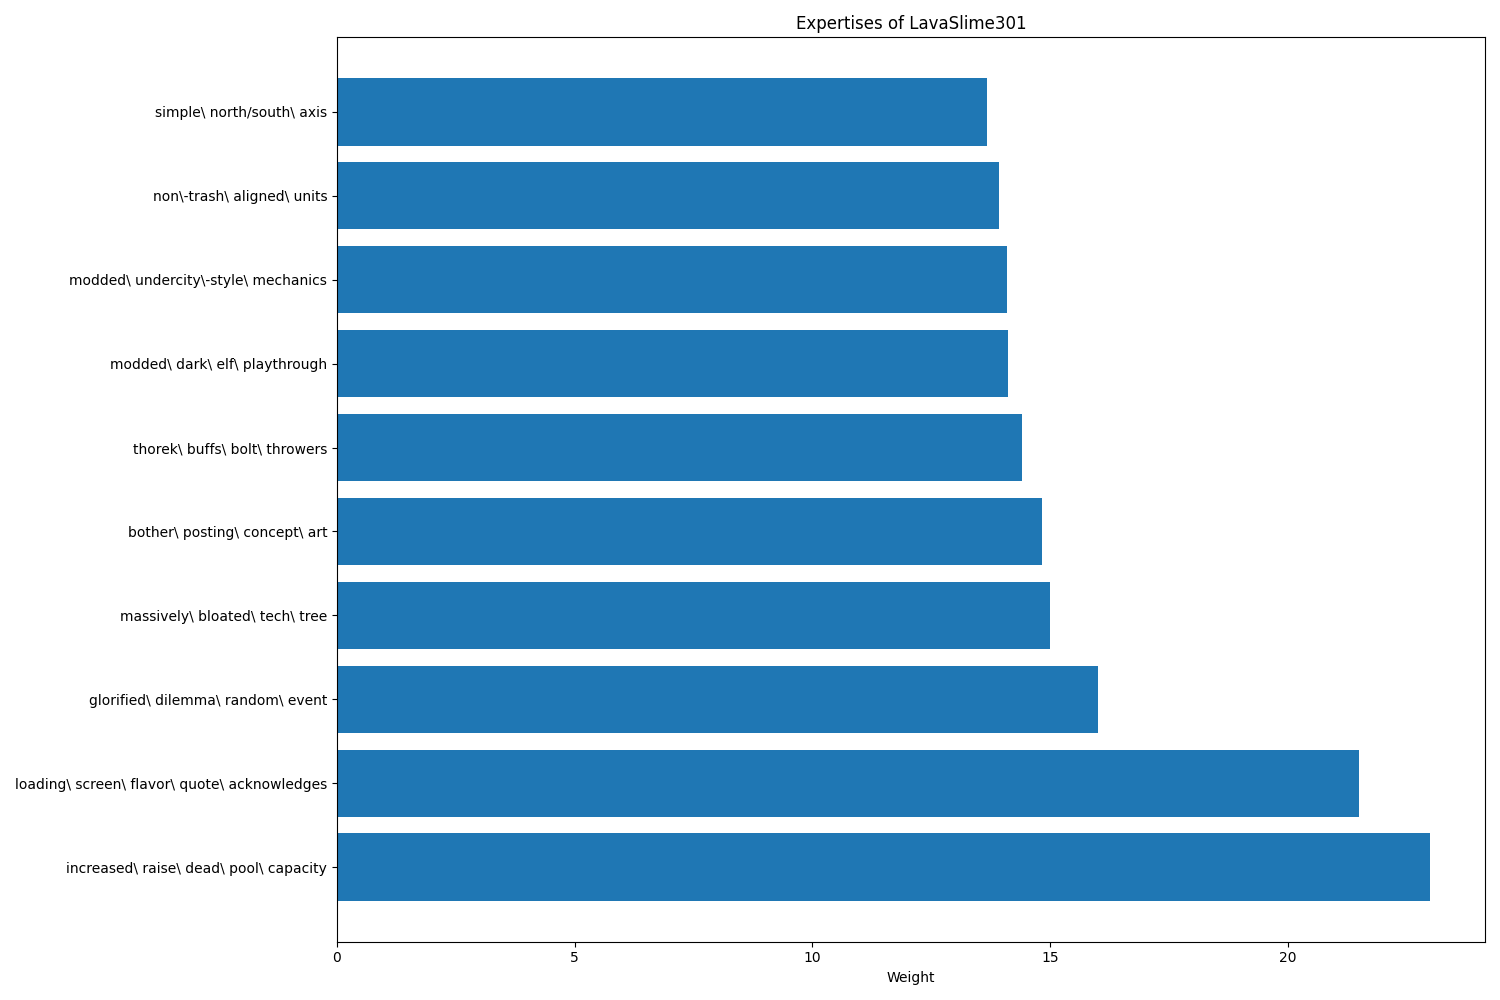 Expertises of LavaSlime301
simple\ north/south\ axis
non\-trash\ aligned\ units
modded\ undercity\-style\ mechanics
modded\ dark\ elf\ playthrough
thorek\ buffs\ bolt\ throwers
bother\ posting\ concept\ art
massively\ bloated\ tech\ tree
glorified\ dilemma\ random\ event
loading\ screen\ flavor\ quote\ acknowledges
increased\ raise\ dead\ pool\ capacity
0 5 10 15 20
Weight